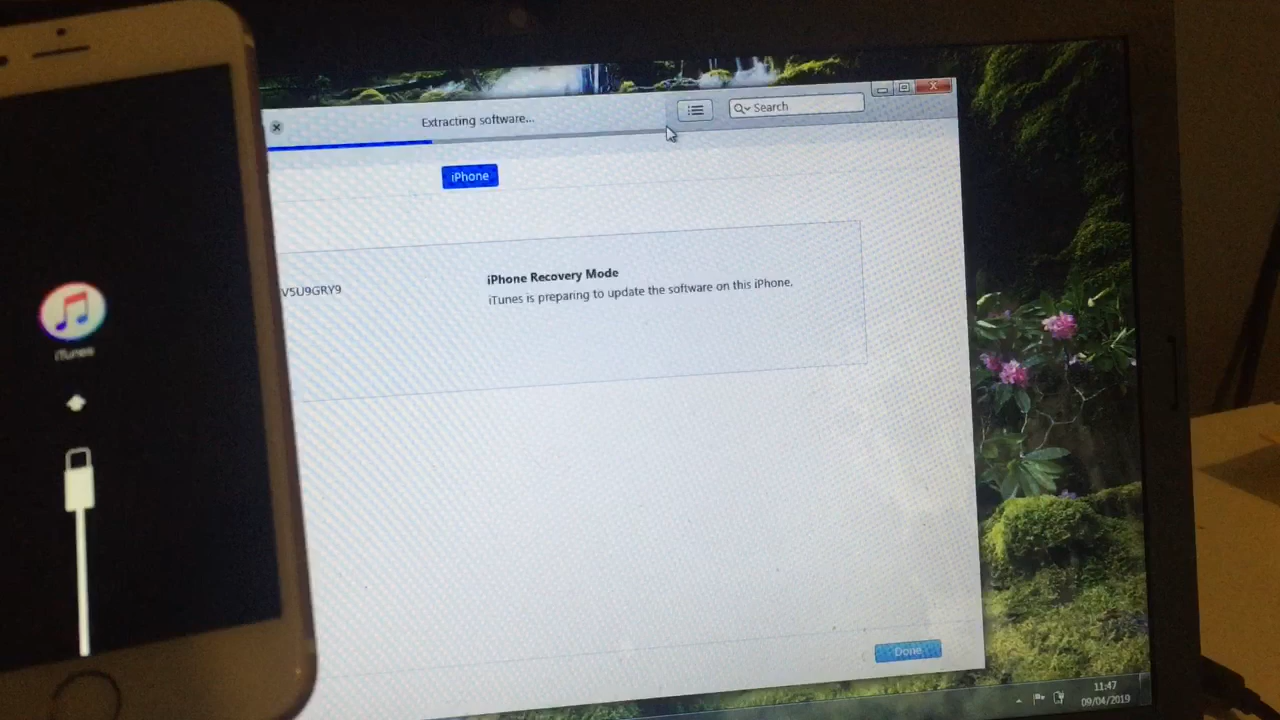 Extracting software...
Search
iPhone
V5U9GRY9
iPhone Recovery Mode
iTunes is preparing to update the software on this iPhone.
iTunes
Done
11:47
09/04/2019